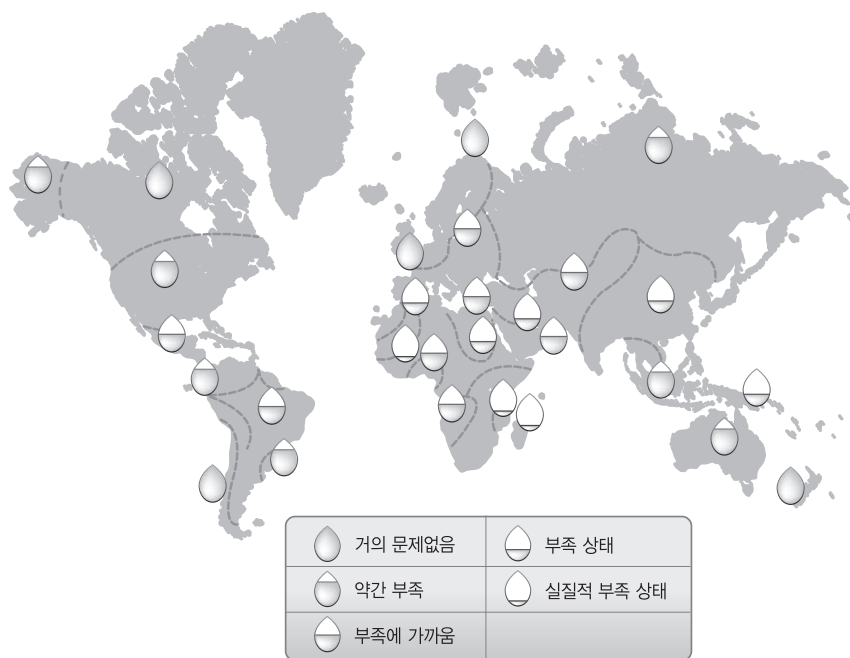 거의 문제없음
부족 상태
약간 부족
실질적 부족 상태
부족에 가까움